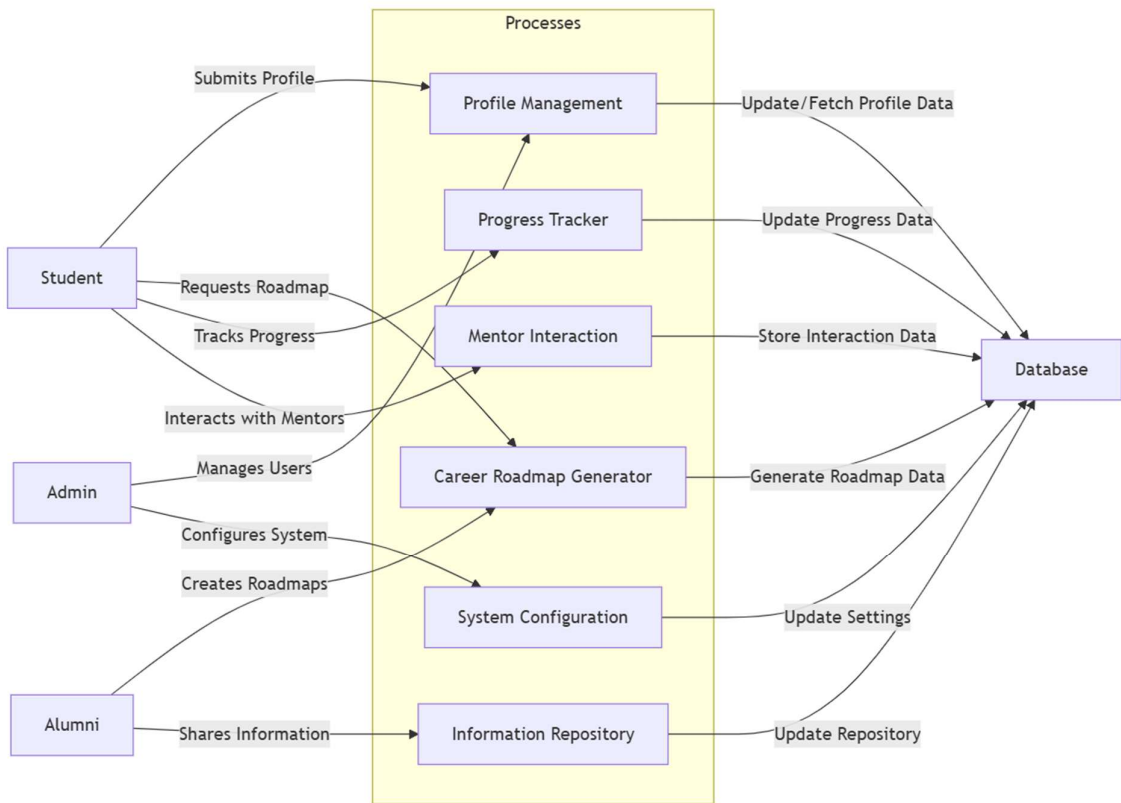 Processes
Submits Profile
Profile Management
Update/Fetch Profile Data
Progress Tracker
Update Progress Data
Student
Requests Roadmap
Tracks Progress
Mentor Interaction
Store Interaction Data
Database
Interacts with Mentors
Manages Users
Career Roadmap Generator
Generate Roadmap Data
Admin
Configures System
Creates Roadmaps
System Configuration
Update Settings
Alumni
Shares Information
Information Repository
Update Repository